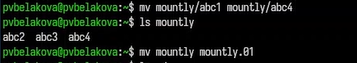 pvbelakova@pvbelakova:~$ mv mountly/abc1 mountly/abc4
pvbelakova@pvbelakova:~$ ls mountly
abc2 abc3 abc4
pvbelakova@pvbelakova:~$ mv mountly mountly.01